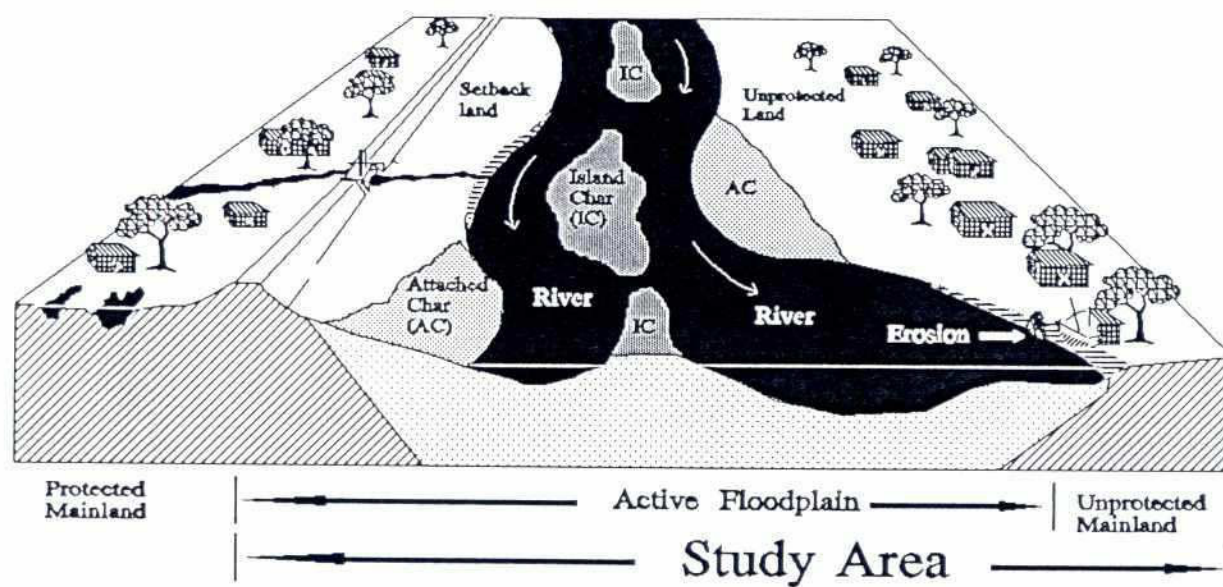 IC
Setback
land
Unprotected
Land
Island
Char
(IC)
AC
Attached
Char
(AC)
River
IC
River
Erosion
Protected
Mainland
Active Floodplain
Unprotected
Mainland
Study Area